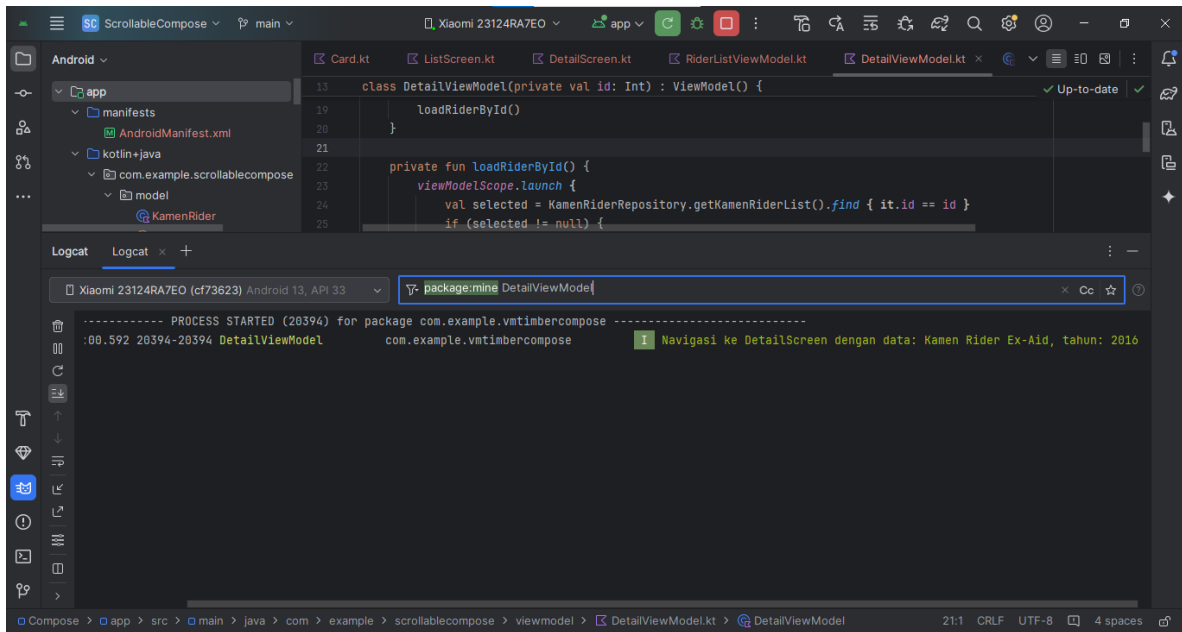 SC ScrollableCompose main Xiaomi 23124RA7EO app
Android
Card.kt ListScreen.kt DetailScreen.kt RiderListViewModel.kt DetailViewModel.kt
app
manifests
AndroidManifest.xml
kotlin+java
com.example.scrollablecompose
model
KamenRider
13 class DetailViewModel(private val id: Int) : ViewModel() {
Up-to-date
19 loadRiderById()
20 }
21
22 private fun loadRiderById() {
23 viewModelScope.launch {
24 val selected = KamenRiderRepository.getKamenRiderList().find { it.id == id }
25 if (selected != null) {
Logcat Logcat
Xiaomi 23124RA7EO (cf73623) Android 13, API 33 package:mine DetailViewModel Cc
----------- PROCESS STARTED (20394) for package com.example.vmtimbercompose ---------------------------
:00.592 20394-20394 DetailViewModel com.example.vmtimbercompose I Navigasi ke DetailScreen dengan data: Kamen Rider Ex-Aid, tahun: 2016
Compose > app > src > main > java > com > example > scrollablecompose > viewmodel > DetailViewModel.kt > DetailViewModel 21:1 CRLF UTF-8 4 spaces